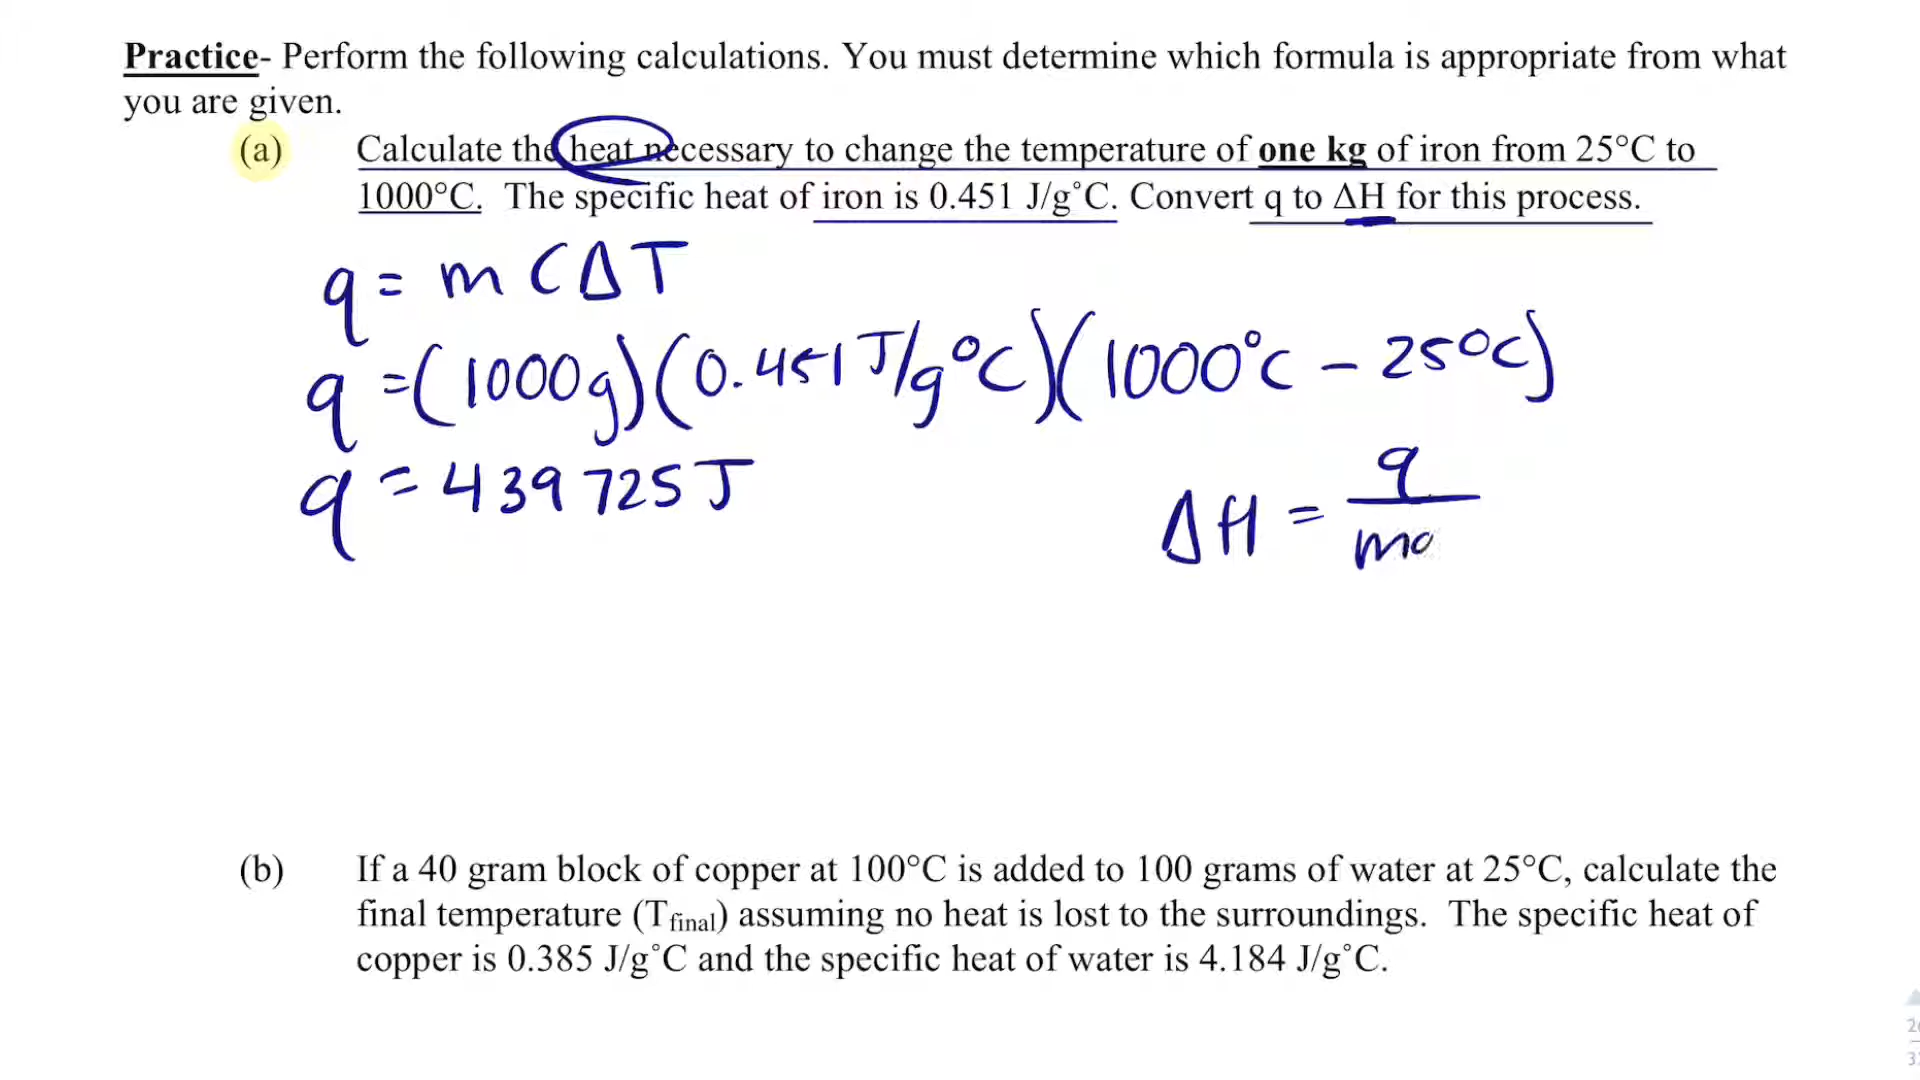 Practice- Perform the following calculations. You must determine which formula is appropriate from what
you are given.
(a) Calculate the heat necessary to change the temperature of one kg of iron from 25°C to
1000°C. The specific heat of iron is 0.451 J/g°C. Convert q to ΔH for this process.
q = m C Δ T
q = (1000g)(0.451 J/g°C)(1000°C - 25°C)
q = 439 725 J
ΔH = q
mo
(b) If a 40 gram block of copper at 100°C is added to 100 grams of water at 25°C, calculate the
final temperature (Tfinal) assuming no heat is lost to the surroundings. The specific heat of
copper is 0.385 J/g°C and the specific heat of water is 4.184 J/g°C.